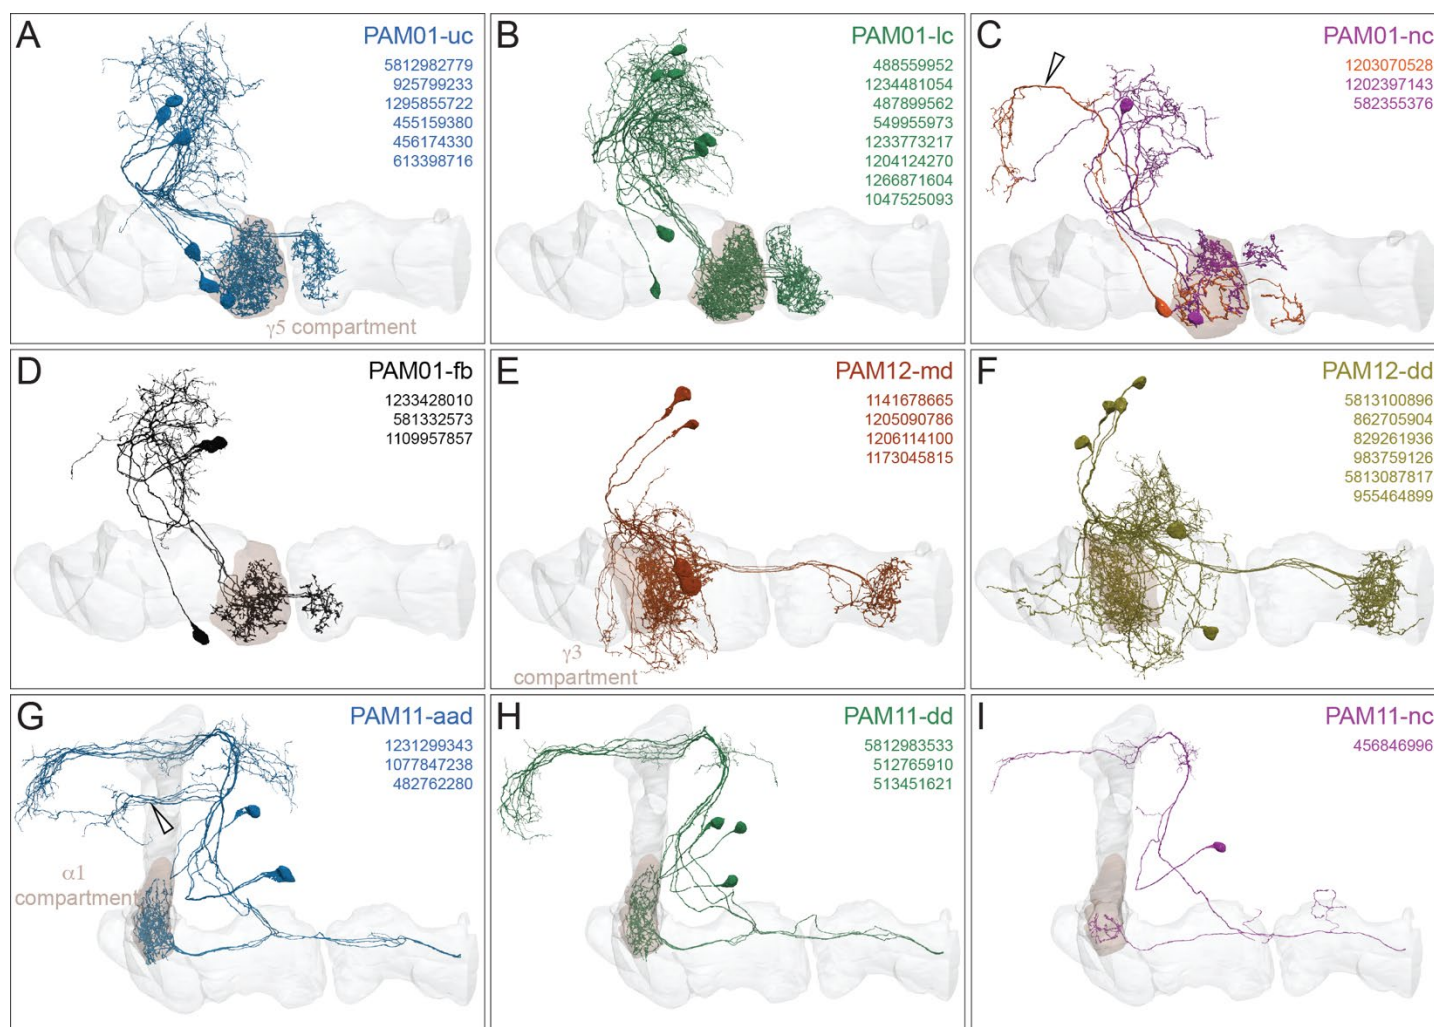 A
PAM01-uc
5812982779
925799233
1295855722
455159380
456174330
613398716
γ5 compartment
B
PAM01-lc
488559952
1234481054
487899562
549955973
1233773217
1204124270
1266871604
1047525093
C
PAM01-nc
1203070528
1202397143
582355376
D
PAM01-fb
1233428010
581332573
1109957857
E
PAM12-md
1141678665
1205090786
1206114100
1173045815
γ3
compartment
F
PAM12-dd
5813100896
862705904
829261936
983759126
5813087817
955464899
G
PAM11-aad
1231299343
1077847238
482762280
α1
compartment
H
PAM11-dd
5812983533
512765910
513451621
I
PAM11-nc
456846996